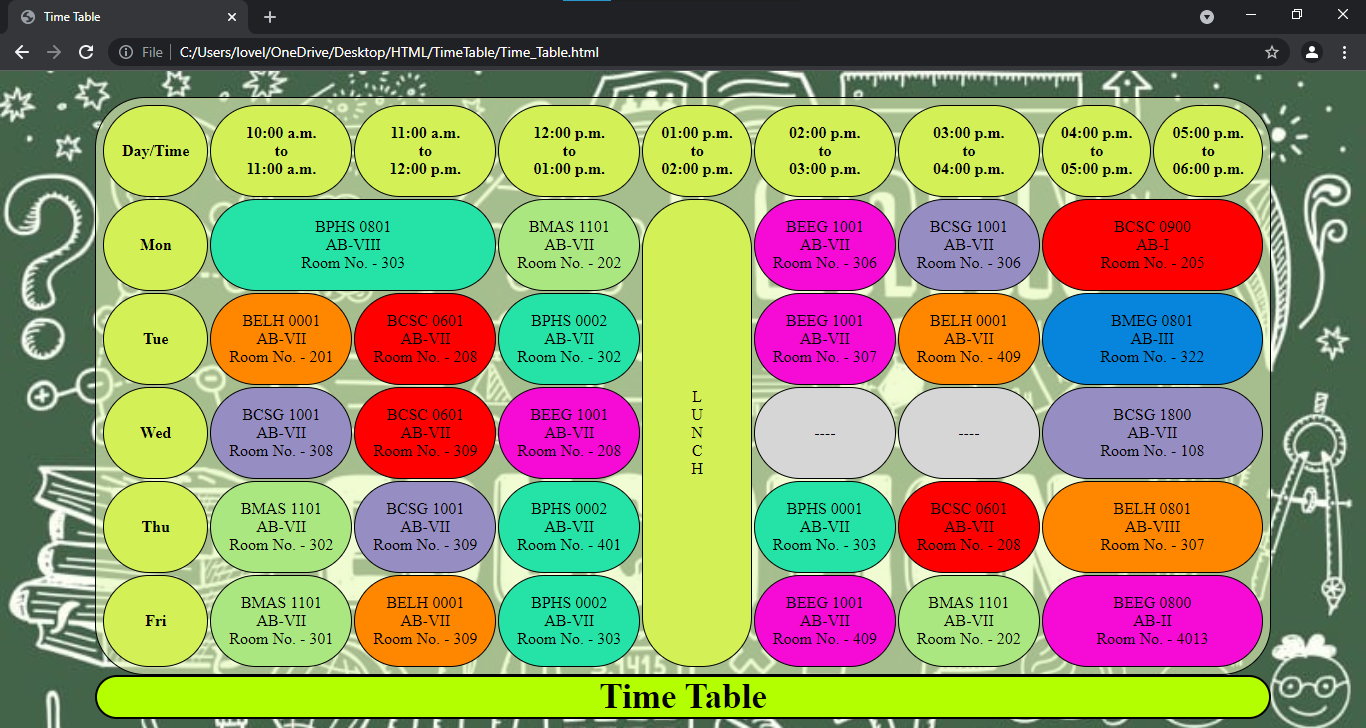 Time Table
File
C:/Users/lovel/OneDrive/Desktop/HTML/TimeTable/Time_Table.html
Day/Time
10:00 a.m.
to
11:00 a.m.
11:00 a.m.
to
12:00 p.m.
12:00 p.m.
to
01:00 p.m.
01:00 p.m.
to
02:00 p.m.
02:00 p.m.
to
03:00 p.m.
03:00 p.m.
to
04:00 p.m.
04:00 p.m.
to
05:00 p.m.
05:00 p.m.
to
06:00 p.m.
Mon
BPHS 0801
AB-VIII
Room No. - 303
BMAS 1101
AB-VII
Room No. - 202
L
U
N
C
H
BEEG 1001
AB-VII
Room No. - 306
BCSG 1001
AB-VII
Room No. - 306
BCSC 0900
AB-I
Room No. - 205
Tue
BELH 0001
AB-VII
Room No. - 201
BCSC 0601
AB-VII
Room No. - 208
BPHS 0002
AB-VII
Room No. - 302
BEEG 1001
AB-VII
Room No. - 307
BELH 0001
AB-VII
Room No. - 409
BMEG 0801
AB-III
Room No. - 322
Wed
BCSG 1001
AB-VII
Room No. - 308
BCSC 0601
AB-VII
Room No. - 309
BEEG 1001
AB-VII
Room No. - 208
----
----
BCSG 1800
AB-VII
Room No. - 108
Thu
BMAS 1101
AB-VII
Room No. - 302
BCSG 1001
AB-VII
Room No. - 309
BPHS 0002
AB-VII
Room No. - 401
BPHS 0001
AB-VII
Room No. - 303
BCSC 0601
AB-VII
Room No. - 208
BELH 0801
AB-VIII
Room No. - 307
Fri
BMAS 1101
AB-VII
Room No. - 301
BELH 0001
AB-VII
Room No. - 309
BPHS 0002
AB-VII
Room No. - 303
BEEG 1001
AB-VII
Room No. - 409
BMAS 1101
AB-VII
Room No. - 202
BEEG 0800
AB-II
Room No. - 4013
Time Table